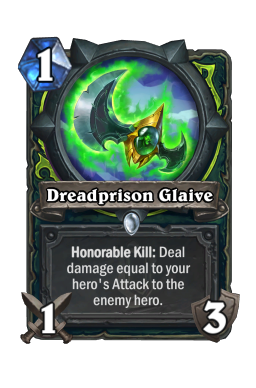 1
Dreadprison Glaive
Honorable Kill: Deal
damage equal to your
hero's Attack to the
enemy hero.
1
3